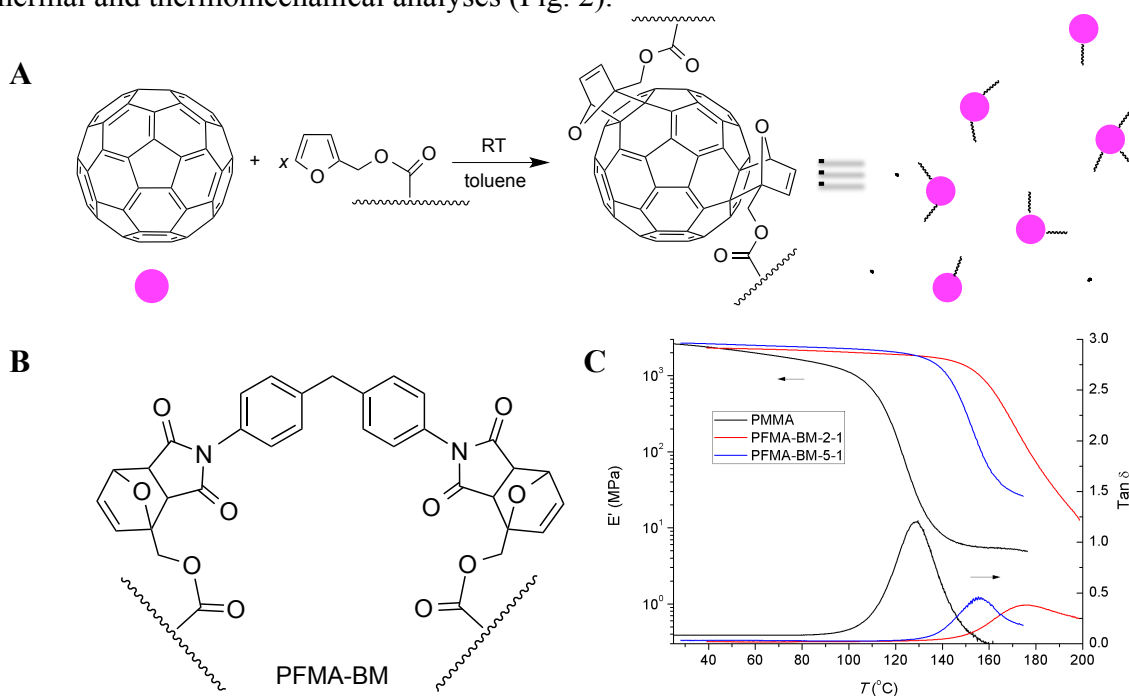 nermal and thermomechanical analyses (Fig. 2).
A
+
x
O
O
O
RT
toluene
O
O
O
O
O
O
B
O
N
O
O
O
O
N
O
O
O
O
O
O
PFMA-BM
C
PMMA
PFMA-BM-2-1
PFMA-BM-5-1
E' (MPa)
10³
10²
10¹
10⁰
Tan δ
3.0
2.5
2.0
1.5
1.0
0.5
0.0
40 60 80 100 120 140 160 180 200
T (°C)